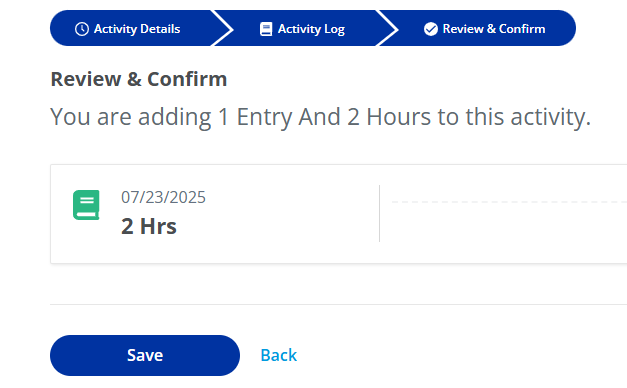 Activity Details
Activity Log
Review & Confirm
Review & Confirm
You are adding 1 Entry And 2 Hours to this activity.
07/23/2025
2 Hrs
Save
Back